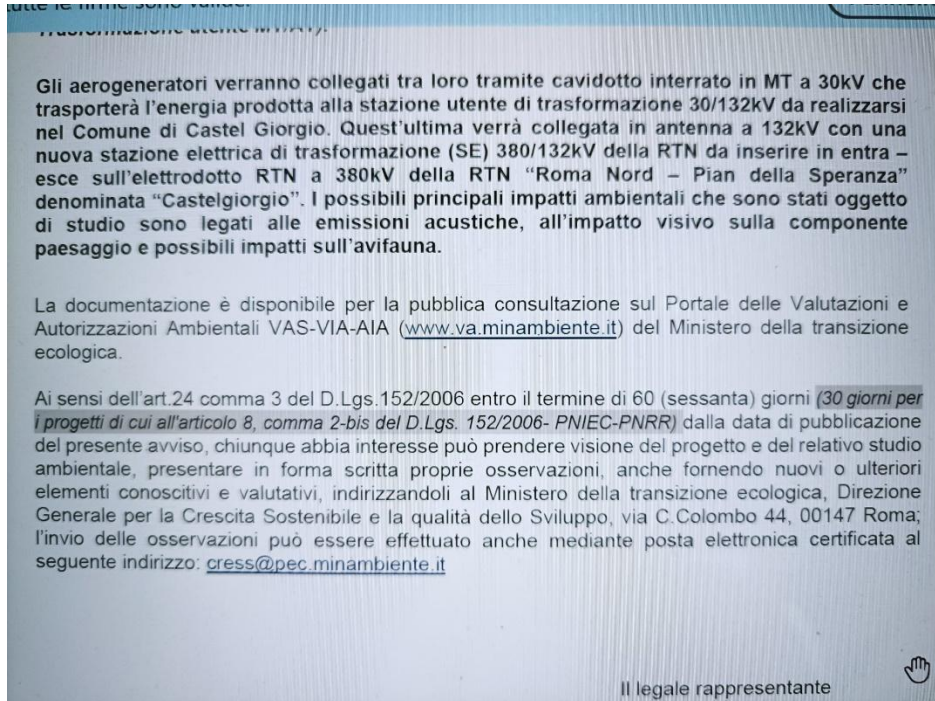 tutte le firme sono valide.
Trasformazione utente MT/AT).
Gli aerogeneratori verranno collegati tra loro tramite cavidotto interrato in MT a 30kV che
trasporterà l'energia prodotta alla stazione utente di trasformazione 30/132kV da realizzarsi
nel Comune di Castel Giorgio. Quest'ultima verrà collegata in antenna a 132kV con una
nuova stazione elettrica di trasformazione (SE) 380/132kV della RTN da inserire in entra –
esce sull'elettrodotto RTN a 380kV della RTN “Roma Nord – Pian della Speranza”
denominata “Castelgiorgio”. I possibili principali impatti ambientali che sono stati oggetto
di studio sono legati alle emissioni acustiche, all'impatto visivo sulla componente
paesaggio e possibili impatti sull'avifauna.
La documentazione è disponibile per la pubblica consultazione sul Portale delle Valutazioni e
Autorizzazioni Ambientali VAS-VIA-AIA (www.va.minambiente.it) del Ministero della transizione
ecologica.
Ai sensi dell'art.24 comma 3 del D.Lgs.152/2006 entro il termine di 60 (sessanta) giorni (30 giorni per
i progetti di cui all'articolo 8, comma 2-bis del D.Lgs. 152/2006- PNIEC-PNRR) dalla data di pubblicazione
del presente avviso, chiunque abbia interesse può prendere visione del progetto e del relativo studio
ambientale, presentare in forma scritta proprie osservazioni, anche fornendo nuovi o ulteriori
elementi conoscitivi e valutativi, indirizzandoli al Ministero della transizione ecologica, Direzione
Generale per la Crescita Sostenibile e la qualità dello Sviluppo, via C.Colombo 44, 00147 Roma;
l'invio delle osservazioni può essere effettuato anche mediante posta elettronica certificata al
seguente indirizzo: cress@pec.minambiente.it
Il legale rappresentante